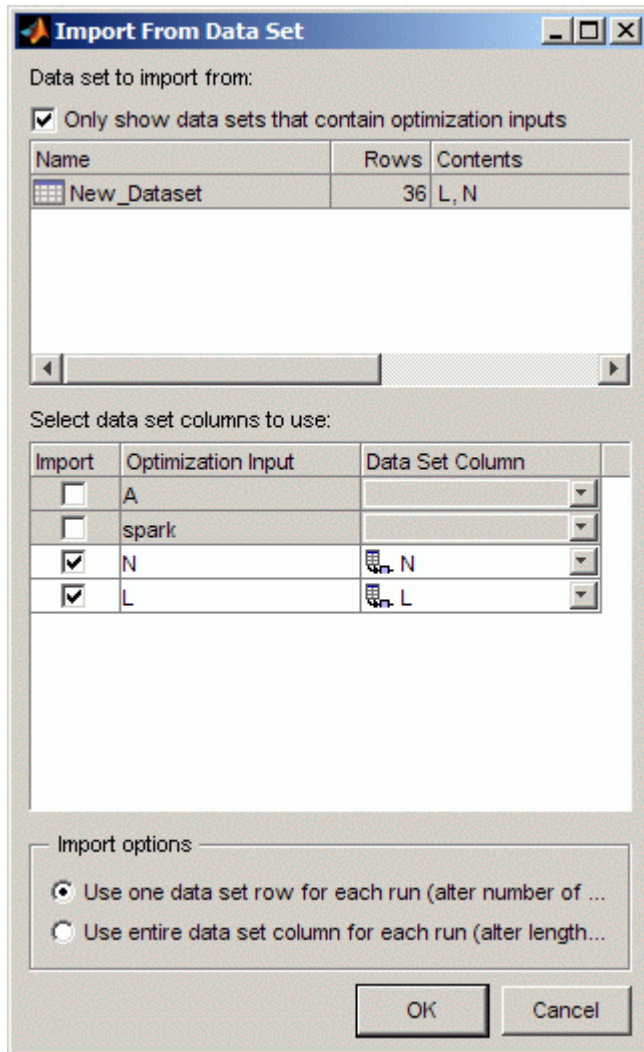 Import From Data Set
Data set to import from:
Only show data sets that contain optimization inputs
Name Rows Contents
New_Dataset 36 L, N
Select data set columns to use:
Import Optimization Input Data Set Column
A
spark
N N
L L
Import options
Use one data set row for each run (alter number of ...
Use entire data set column for each run (alter length...
OK Cancel